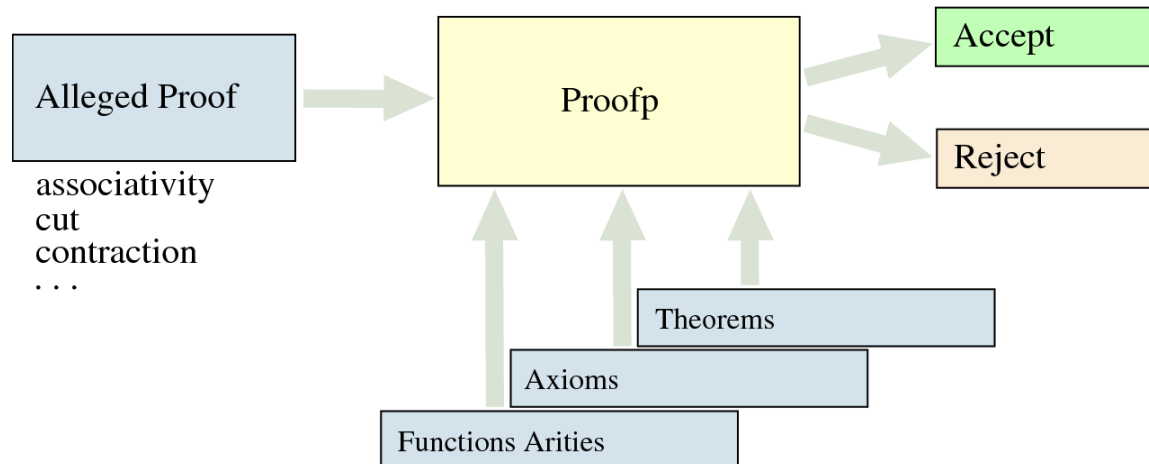 Alleged Proof
associativity
cut
contraction
. . .
Proofp
Accept
Reject
Theorems
Axioms
Functions Arities